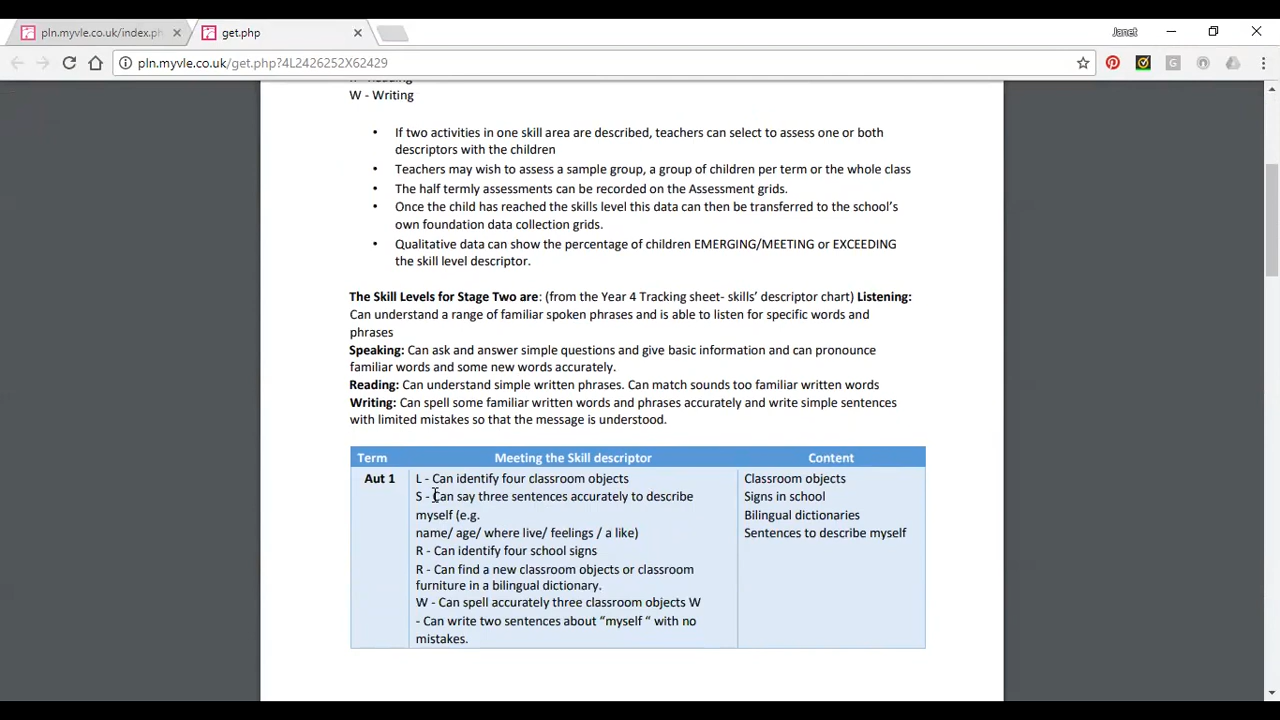 pln.myvle.co.uk/index.ph
get.php
Janet
pln.myvle.co.uk/get.php?4L2426252X62429
W - Writing
• If two activities in one skill area are described, teachers can select to assess one or both
descriptors with the children
• Teachers may wish to assess a sample group, a group of children per term or the whole class
• The half termly assessments can be recorded on the Assessment grids.
• Once the child has reached the skills level this data can then be transferred to the school’s
own foundation data collection grids.
• Qualitative data can show the percentage of children EMERGING/MEETING or EXCEEDING
the skill level descriptor.
The Skill Levels for Stage Two are: (from the Year 4 Tracking sheet- skills’ descriptor chart) Listening:
Can understand a range of familiar spoken phrases and is able to listen for specific words and
phrases
Speaking: Can ask and answer simple questions and give basic information and can pronounce
familiar words and some new words accurately.
Reading: Can understand simple written phrases. Can match sounds too familiar written words
Writing: Can spell some familiar written words and phrases accurately and write simple sentences
with limited mistakes so that the message is understood.
Term Meeting the Skill descriptor Content
Aut 1 L - Can identify four classroom objects Classroom objects
S - Can say three sentences accurately to describe Signs in school
myself (e.g. Bilingual dictionaries
name/ age/ where live/ feelings / a like) Sentences to describe myself
R - Can identify four school signs
R - Can find a new classroom objects or classroom
furniture in a bilingual dictionary.
W - Can spell accurately three classroom objects W
- Can write two sentences about “myself “ with no
mistakes.